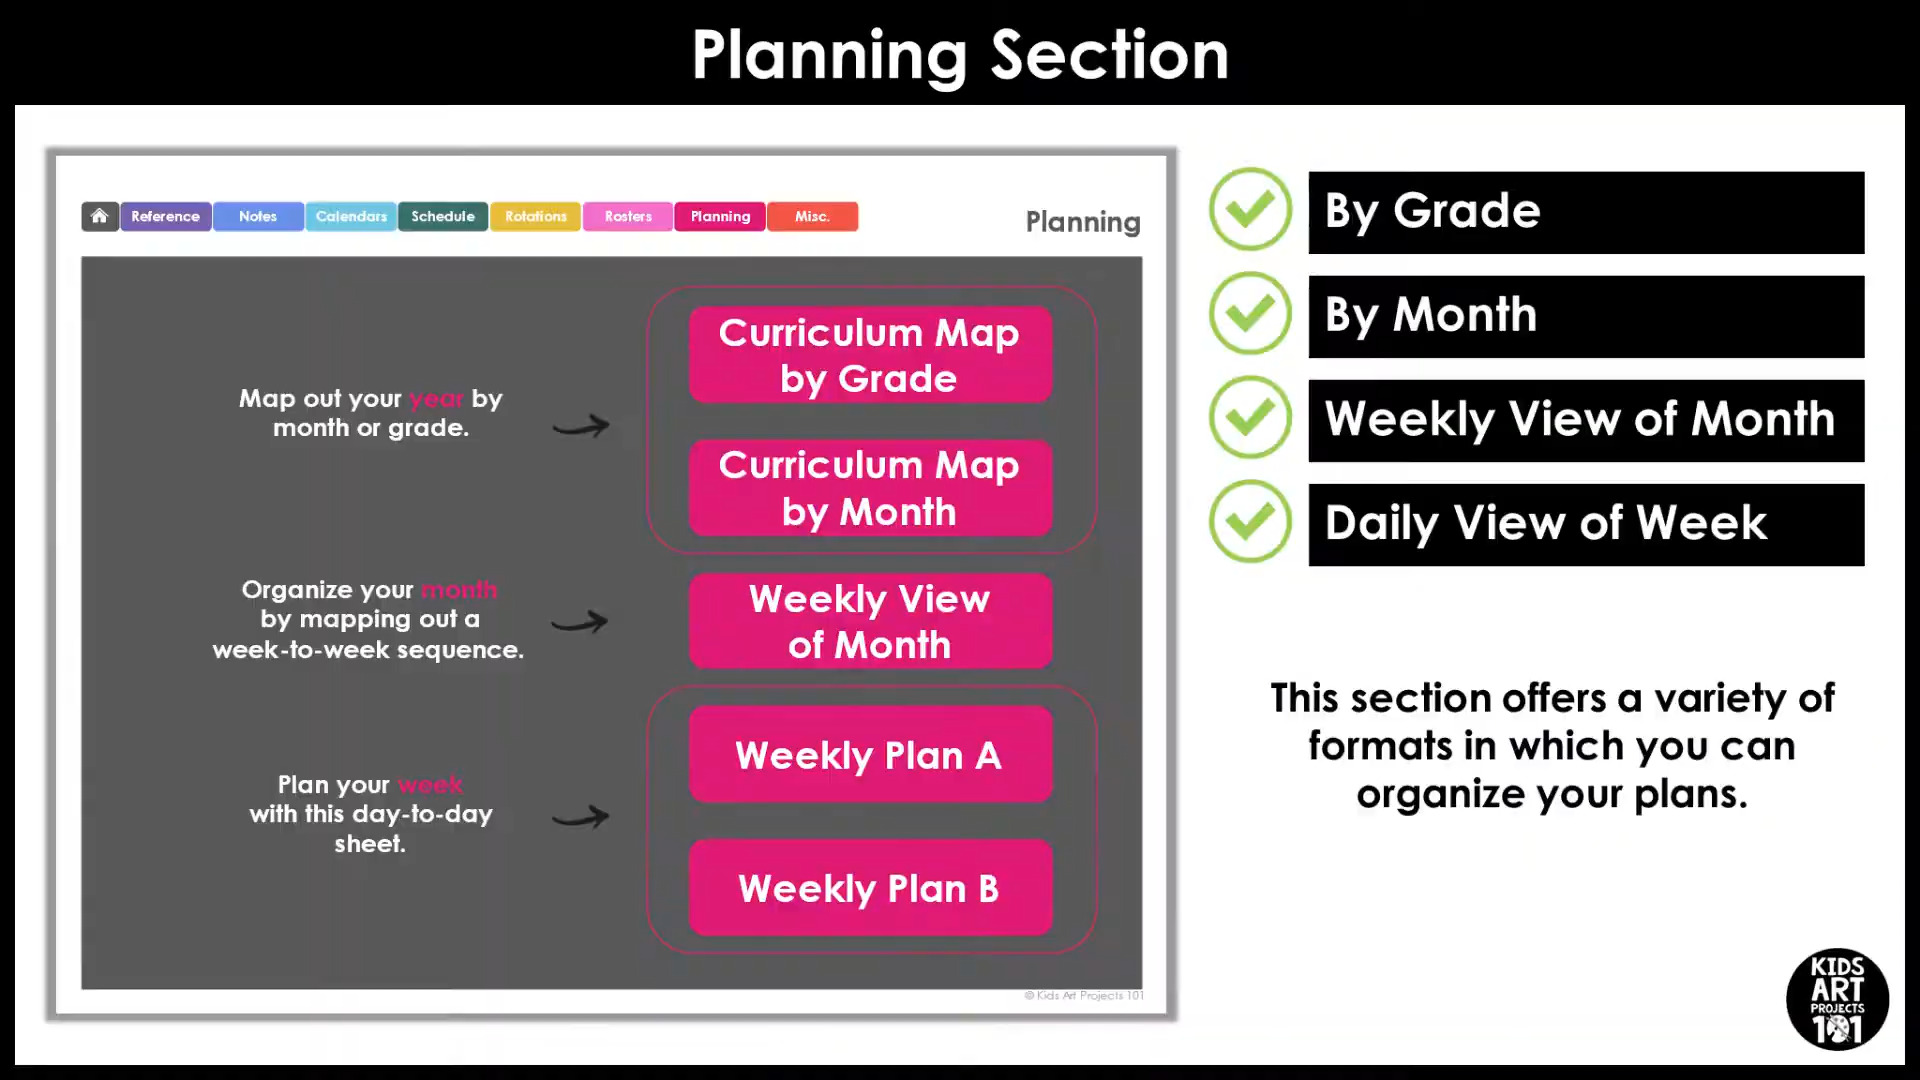 Planning Section
Reference Notes Calendars Schedule Rotations Rosters Planning Misc.
Planning
Map out your year by
month or grade.
Curriculum Map
by Grade
Curriculum Map
by Month
Organize your month
by mapping out a
week-to-week sequence.
Weekly View
of Month
Plan your week
with this day-to-day
sheet.
Weekly Plan A
Weekly Plan B
© Kids Art Projects 101
By Grade
By Month
Weekly View of Month
Daily View of Week
This section offers a variety of
formats in which you can
organize your plans.
KIDS
ART
PROJECTS
101